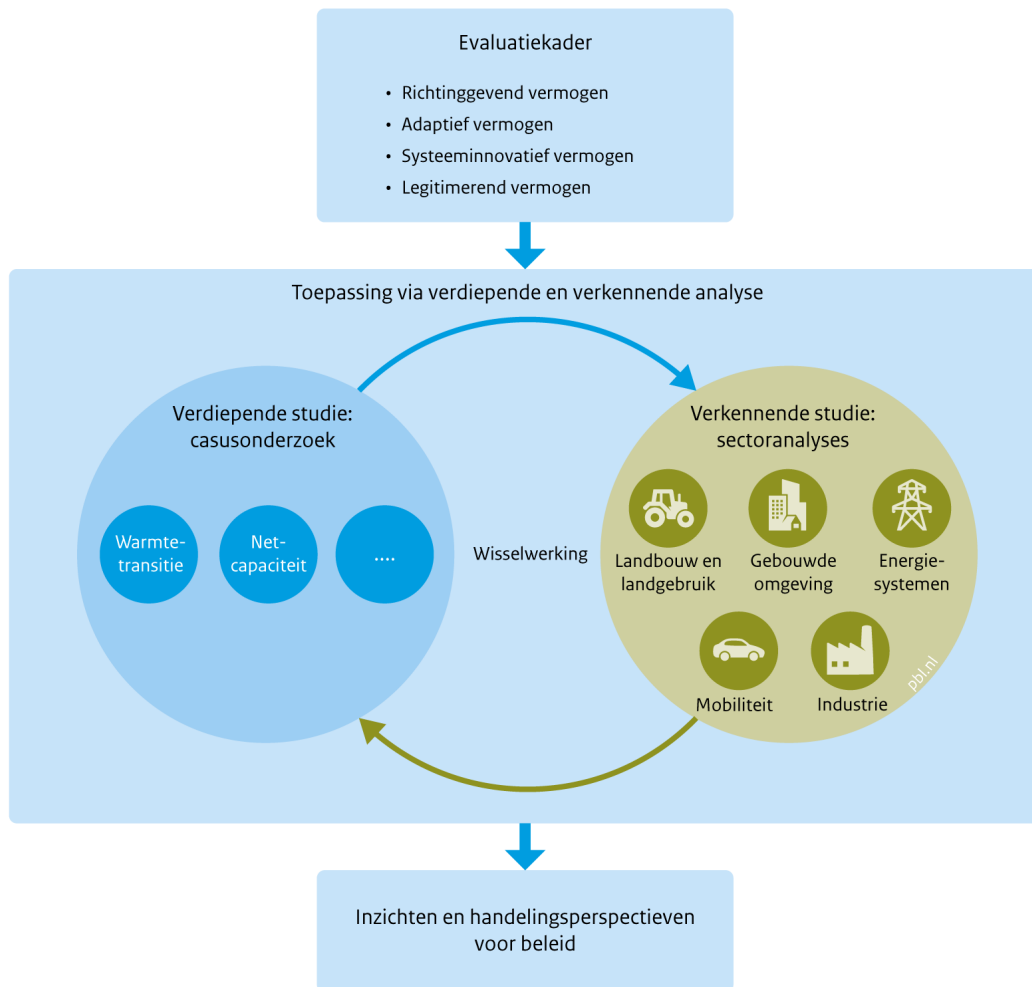 Evaluatiekader
• Richtinggevend vermogen
• Adaptief vermogen
• Systeeminnovatief vermogen
• Legitimerend vermogen
Toepassing via verdiepende en verkennende analyse
Verdiepende studie:
casusonderzoek
Warmte-
transitie
Net-
capaciteit
....
Wisselwerking
Verkennende studie:
sectoranalyses
Landbouw en
landgebruik
Gebouwde
omgeving
Energie-
systemen
Mobiliteit
Industrie
pbl.nl
Inzichten en handelingsperspectieven
voor beleid